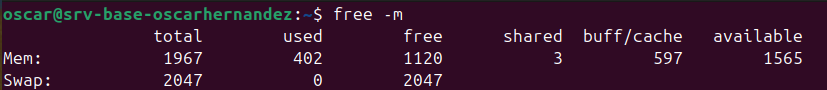 oscar@srv-base-oscarhernandez:~$ free -m
total used free shared buff/cache available
Mem: 1967 402 1120 3 597 1565
Swap: 2047 0 2047